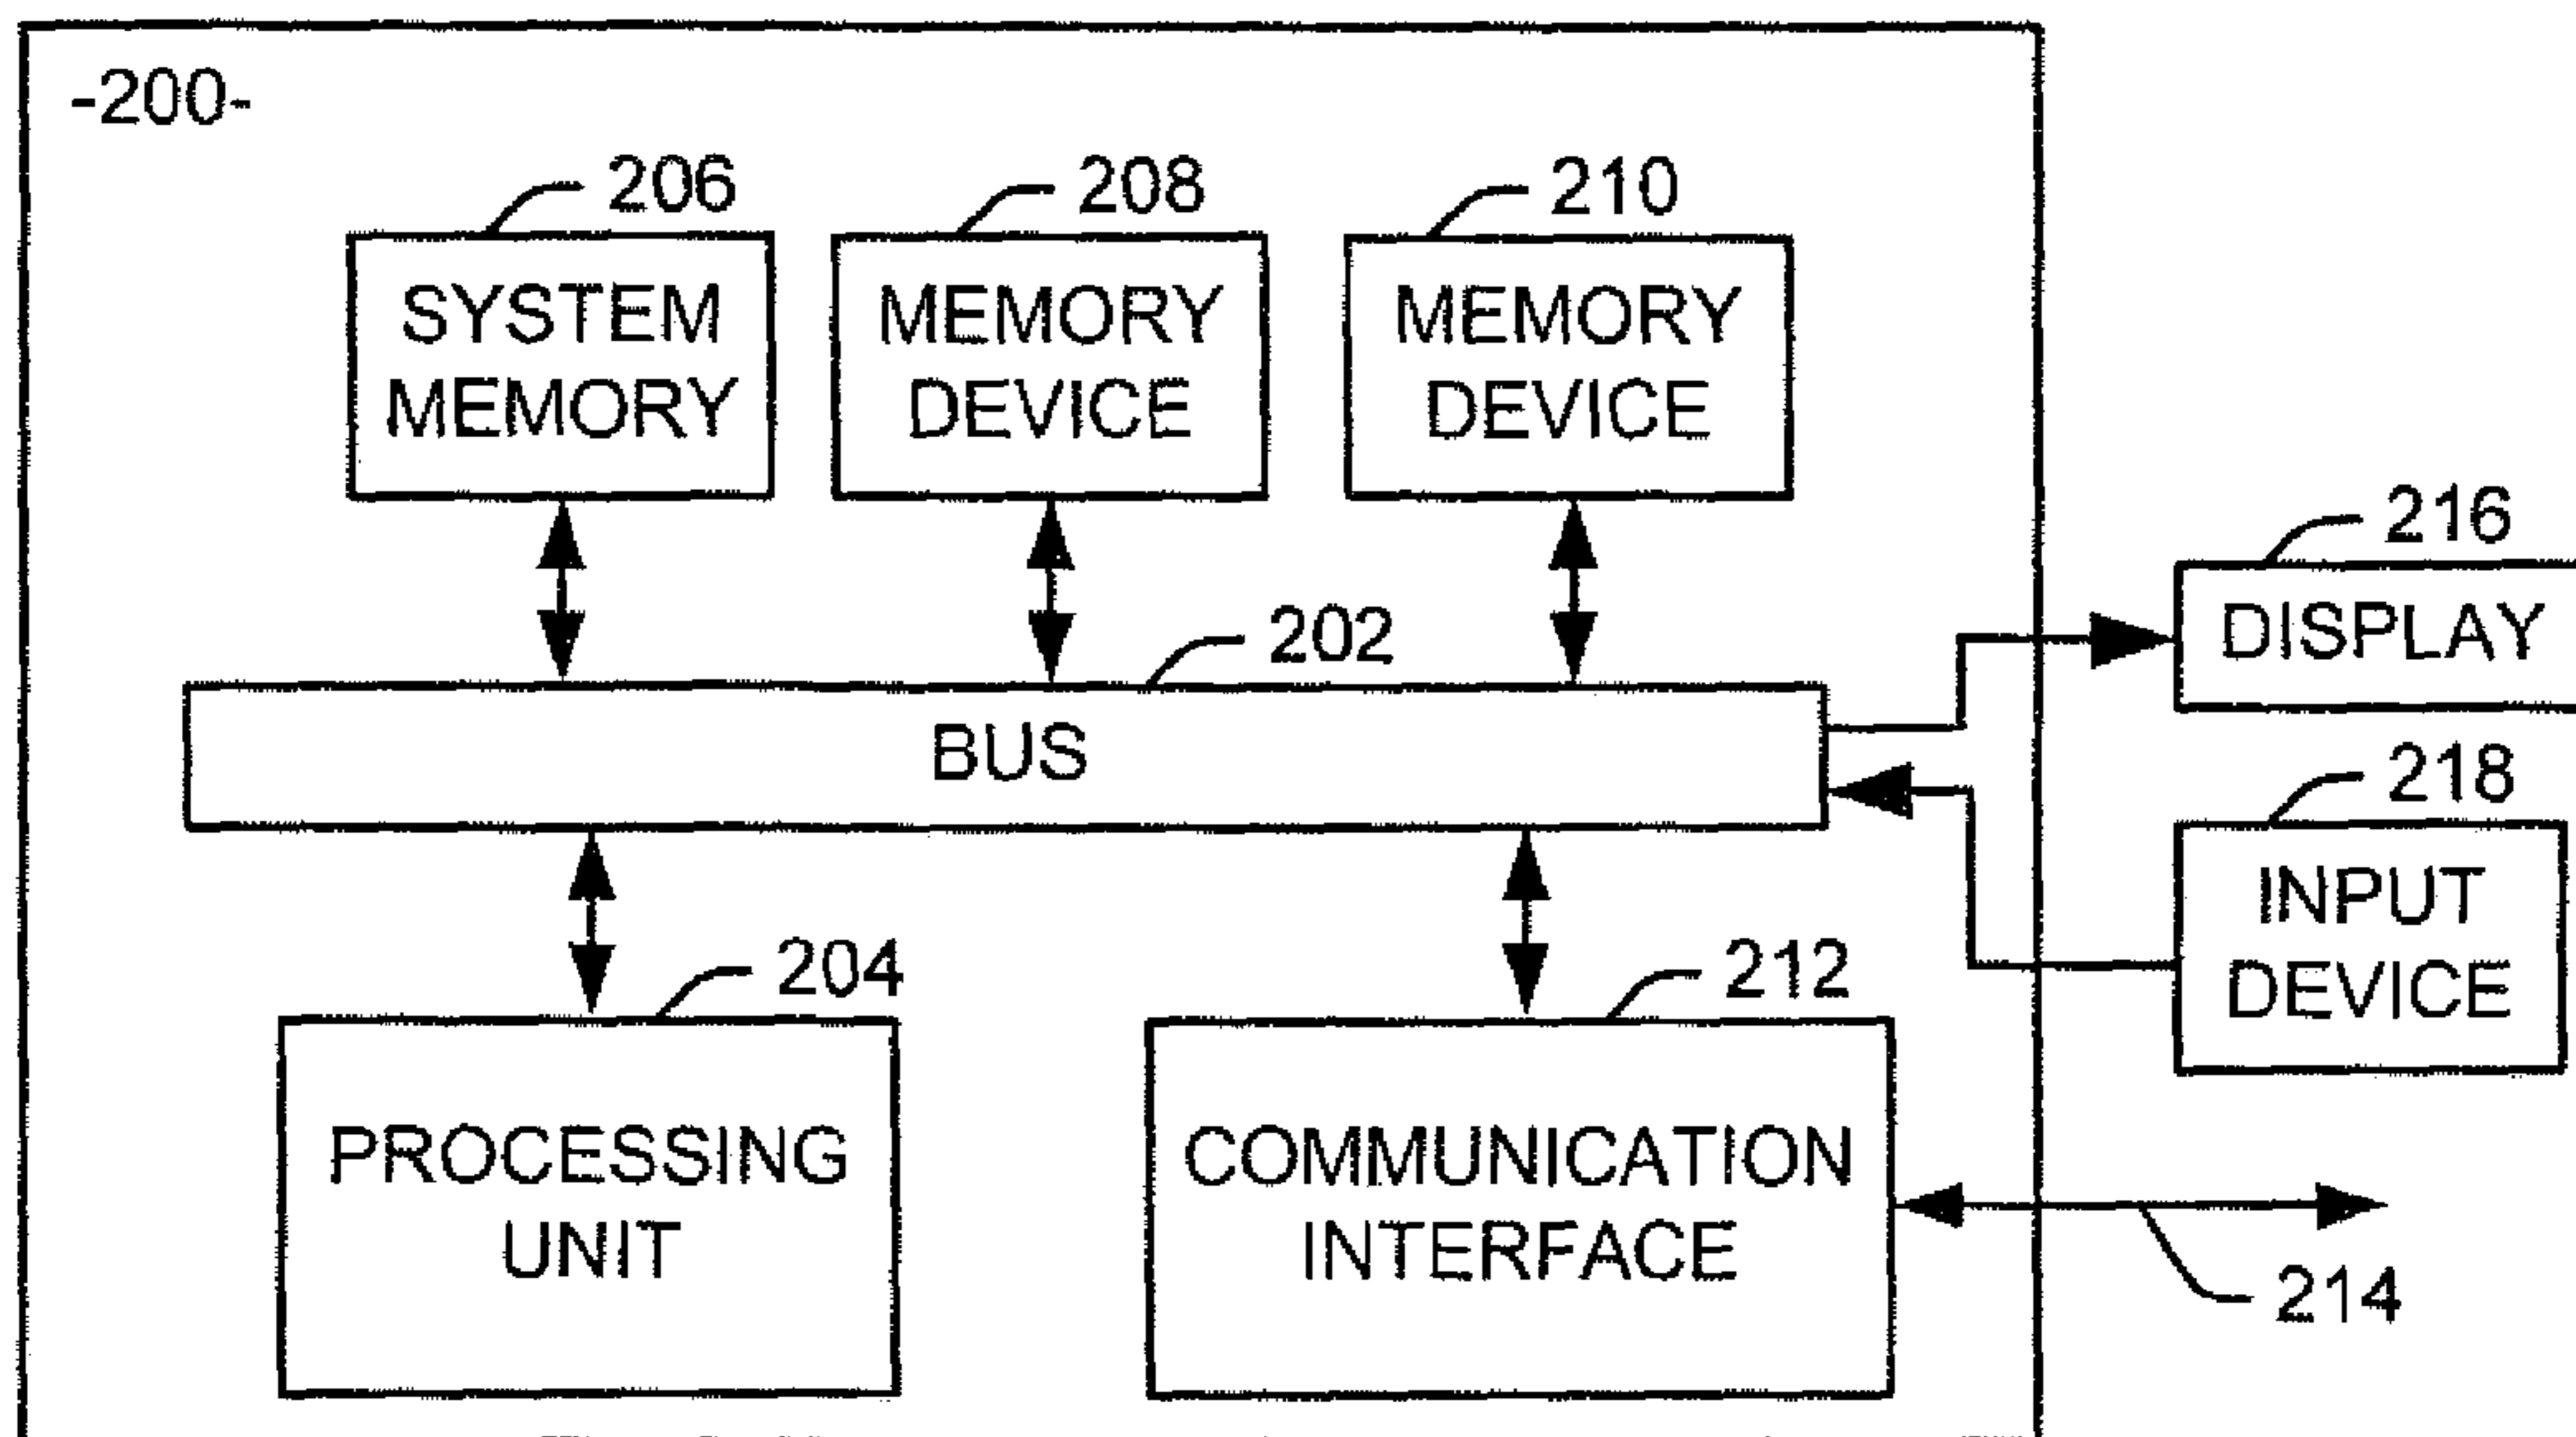 -200-
206
208
210
SYSTEM
MEMORY
MEMORY
DEVICE
MEMORY
DEVICE
216
DISPLAY
202
BUS
218
INPUT
DEVICE
204
212
PROCESSING
UNIT
COMMUNICATION
INTERFACE
214